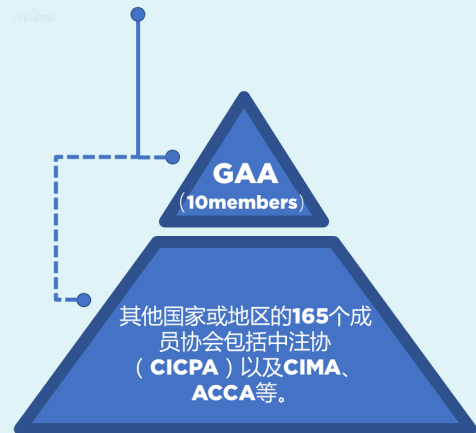 GAA
(10members)
其他国家或地区的165个成
员协会包括中注协
(CICPA)以及CIMA、
ACCA等。